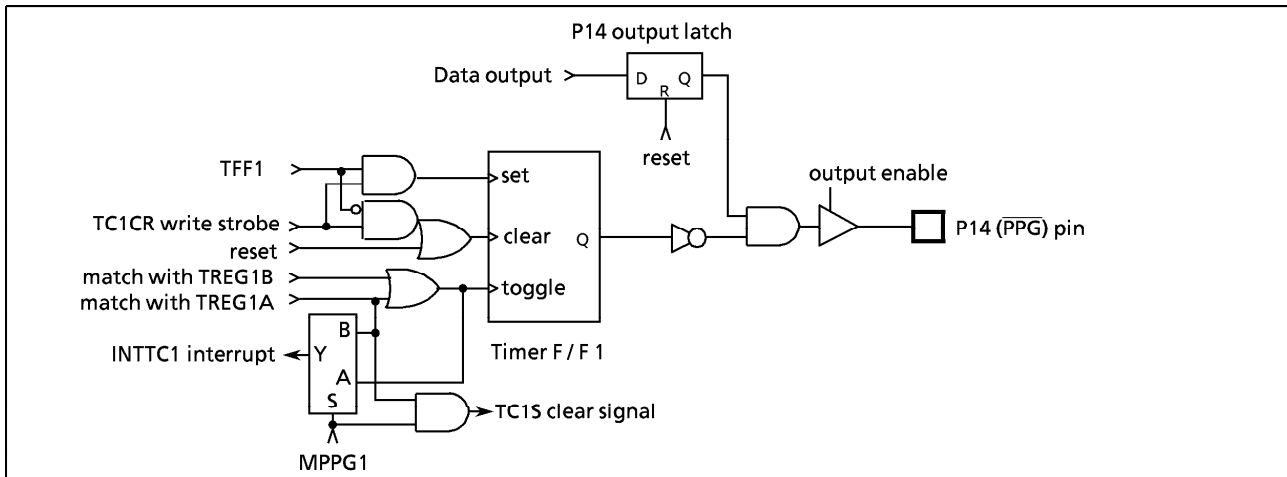 P14 output latch
Data output
D Q
R
reset
TFF1
set
output enable
TC1CR write strobe
reset
clear
Q
P14 (PPG) pin
match with TREG1B
match with TREG1A
toggle
B
INTTC1 interrupt
Y
Timer F / F 1
A
S
TC1S clear signal
MPPG1